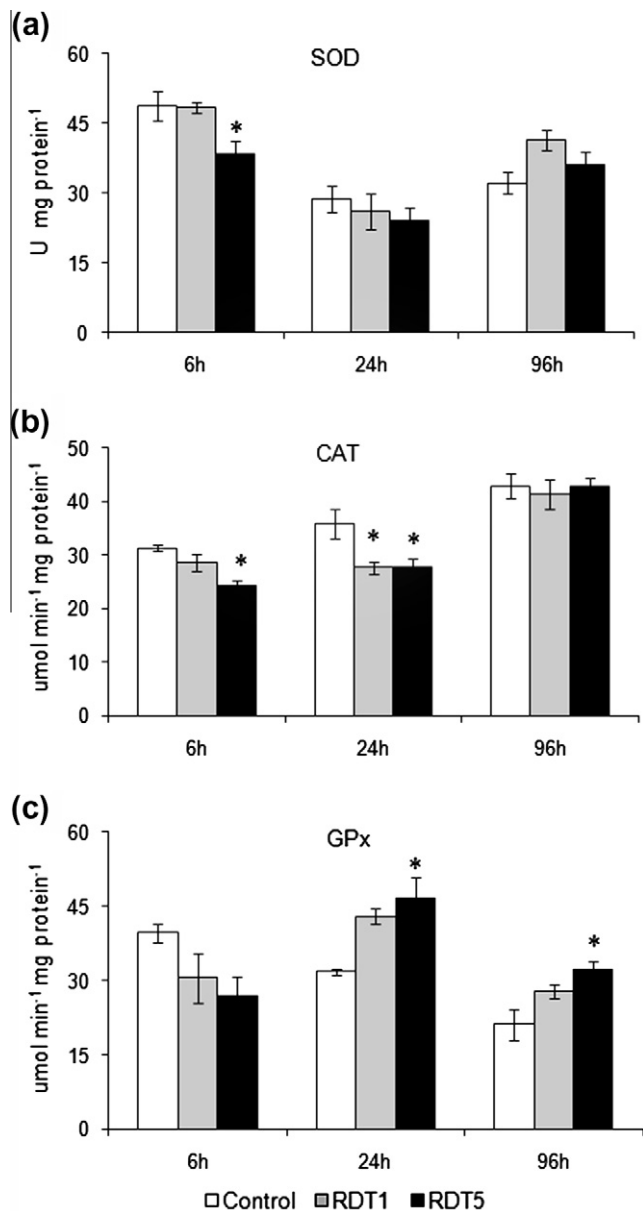 (a)
SOD
60
45
30
15
0
U mg protein⁻¹
*
6h 24h 96h
(b)
CAT
50
40
30
20
10
0
umol min⁻¹ mg protein⁻¹
* * *
6h 24h 96h
(c)
GPx
60
45
30
15
0
umol min⁻¹ mg protein⁻¹
* *
6h 24h 96h
Control RDT1 RDT5